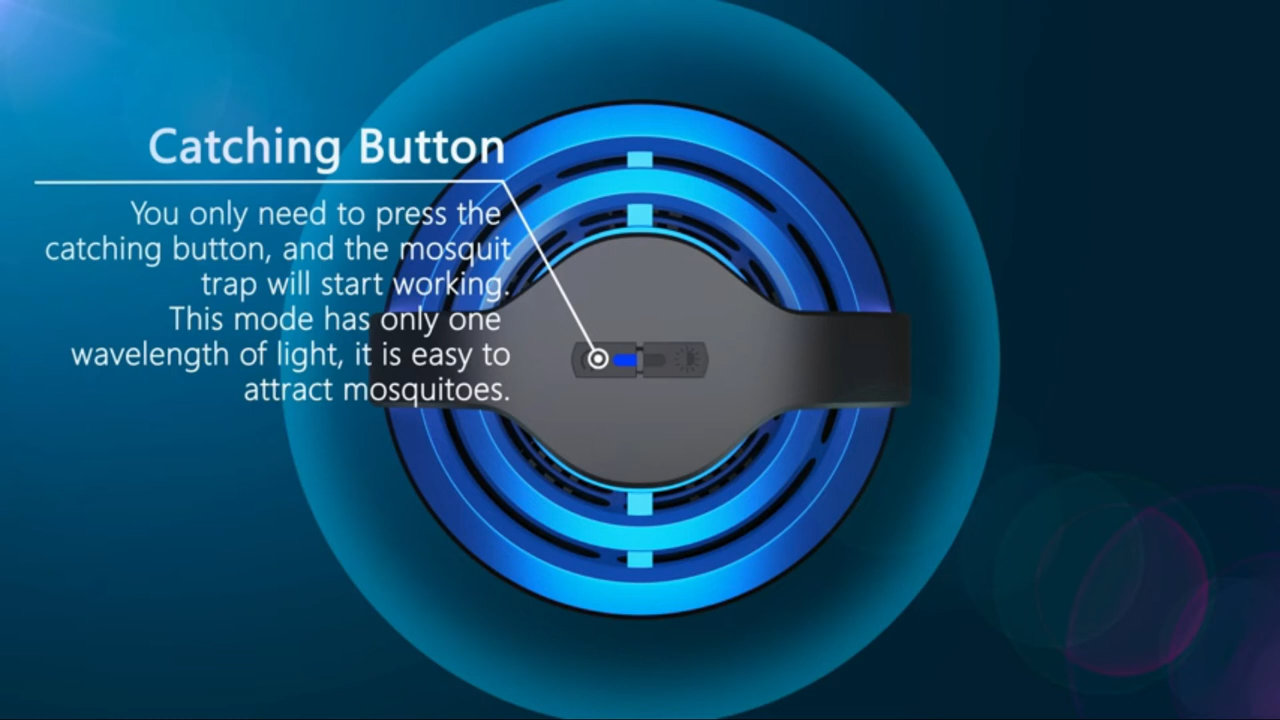 Catching Button
You only need to press the
catching button, and the mosquit
trap will start working.
This mode has only one
wavelength of light, it is easy to
attract mosquitoes.